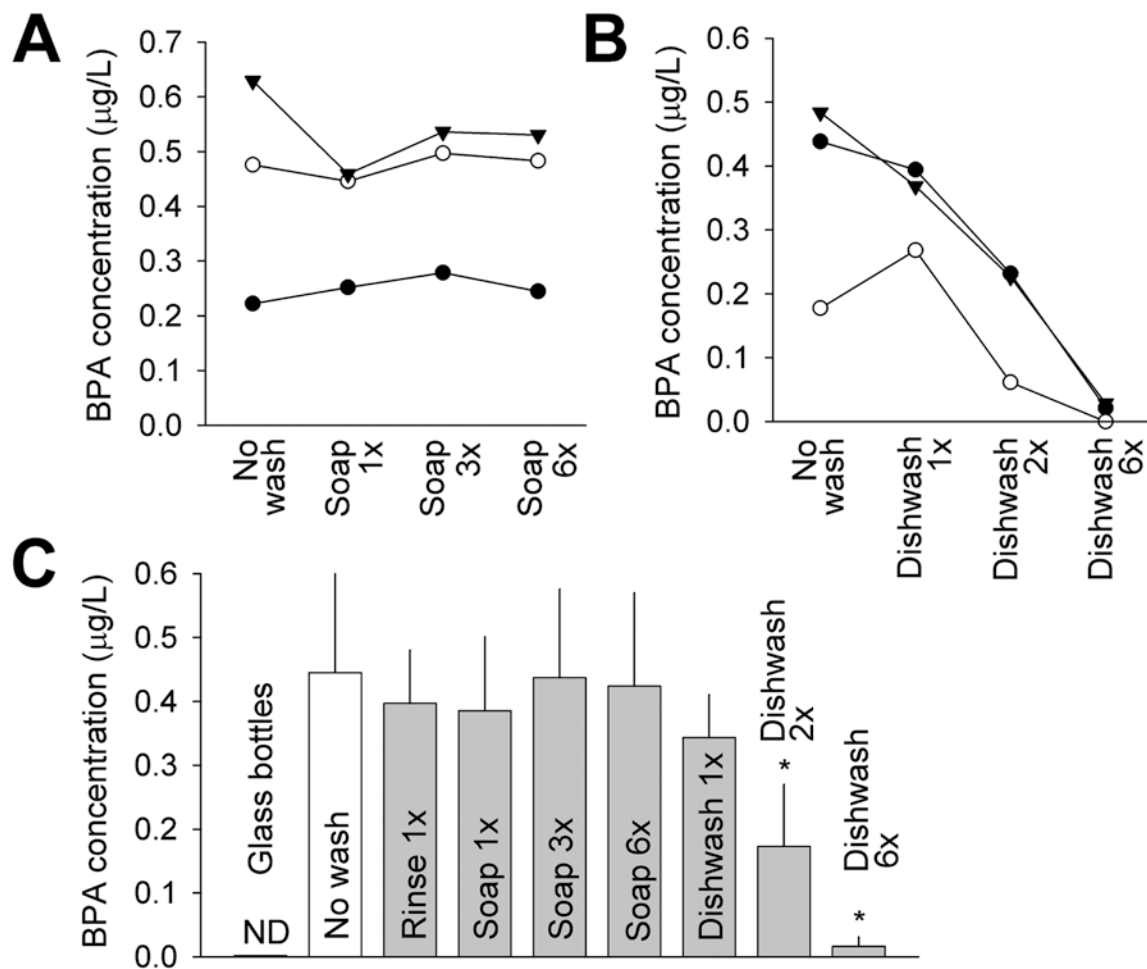 A
BPA concentration (μg/L)
0.7
0.6
0.5
0.4
0.3
0.2
0.1
0.0
No
wash
Soap
1x
Soap
3x
Soap
6x
B
BPA concentration (μg/L)
0.6
0.5
0.4
0.3
0.2
0.1
0.0
No
wash
Dishwash
1x
Dishwash
2x
Dishwash
6x
C
BPA concentration (μg/L)
0.6
0.5
0.4
0.3
0.2
0.1
0.0
Glass bottles
ND
No wash
Rinse 1x
Soap 1x
Soap 3x
Soap 6x
Dishwash 1x
Dishwash
2x
*
Dishwash
6x
*